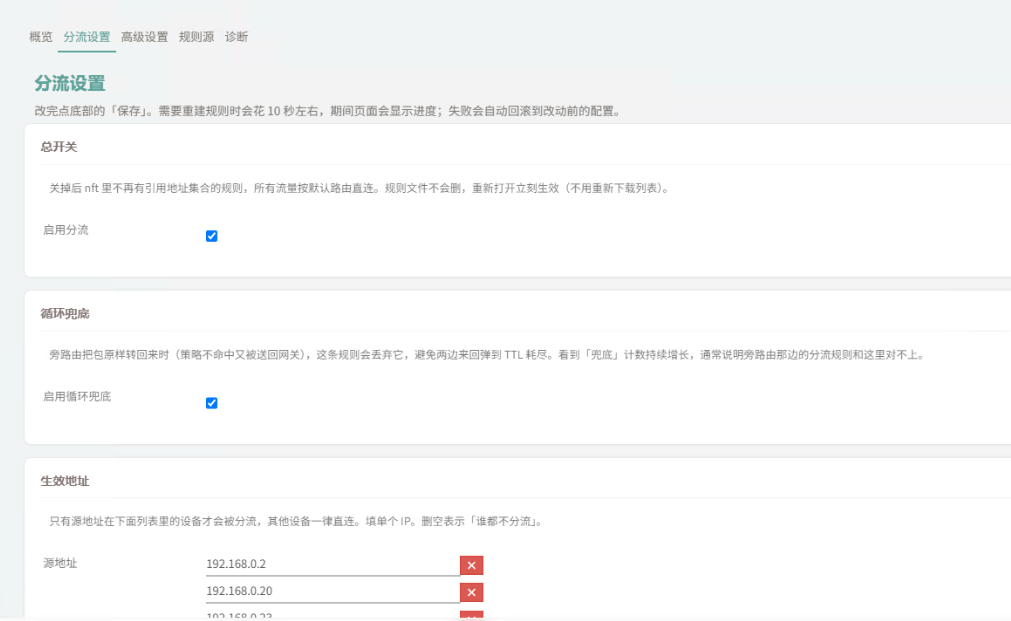 概览 分流设置 高级设置 规则源 诊断
分流设置
改完点底部的「保存」。需要重建规则时会花 10 秒左右，期间页面会显示进度；失败会自动回滚到改动前的配置。
总开关
关掉后 nft 里不再有引用地址集合的规则，所有流量按默认路由直连。规则文件不会删，重新打开立刻生效（不用重新下载列表）。
启用分流
循环兜底
旁路由把包原样转回来时（策略不命中又被送回网关），这条规则会丢弃它，避免两边来回弹到 TTL 耗尽。看到「兜底」计数持续增长，通常说明旁路由那边的分流规则和这里对不上。
启用循环兜底
生效地址
只有源地址在下面列表里的设备才会被分流，其他设备一律直连。填单个 IP。删空表示「谁都不分流」。
源地址 192.168.0.2
192.168.0.20
192.168.0.23